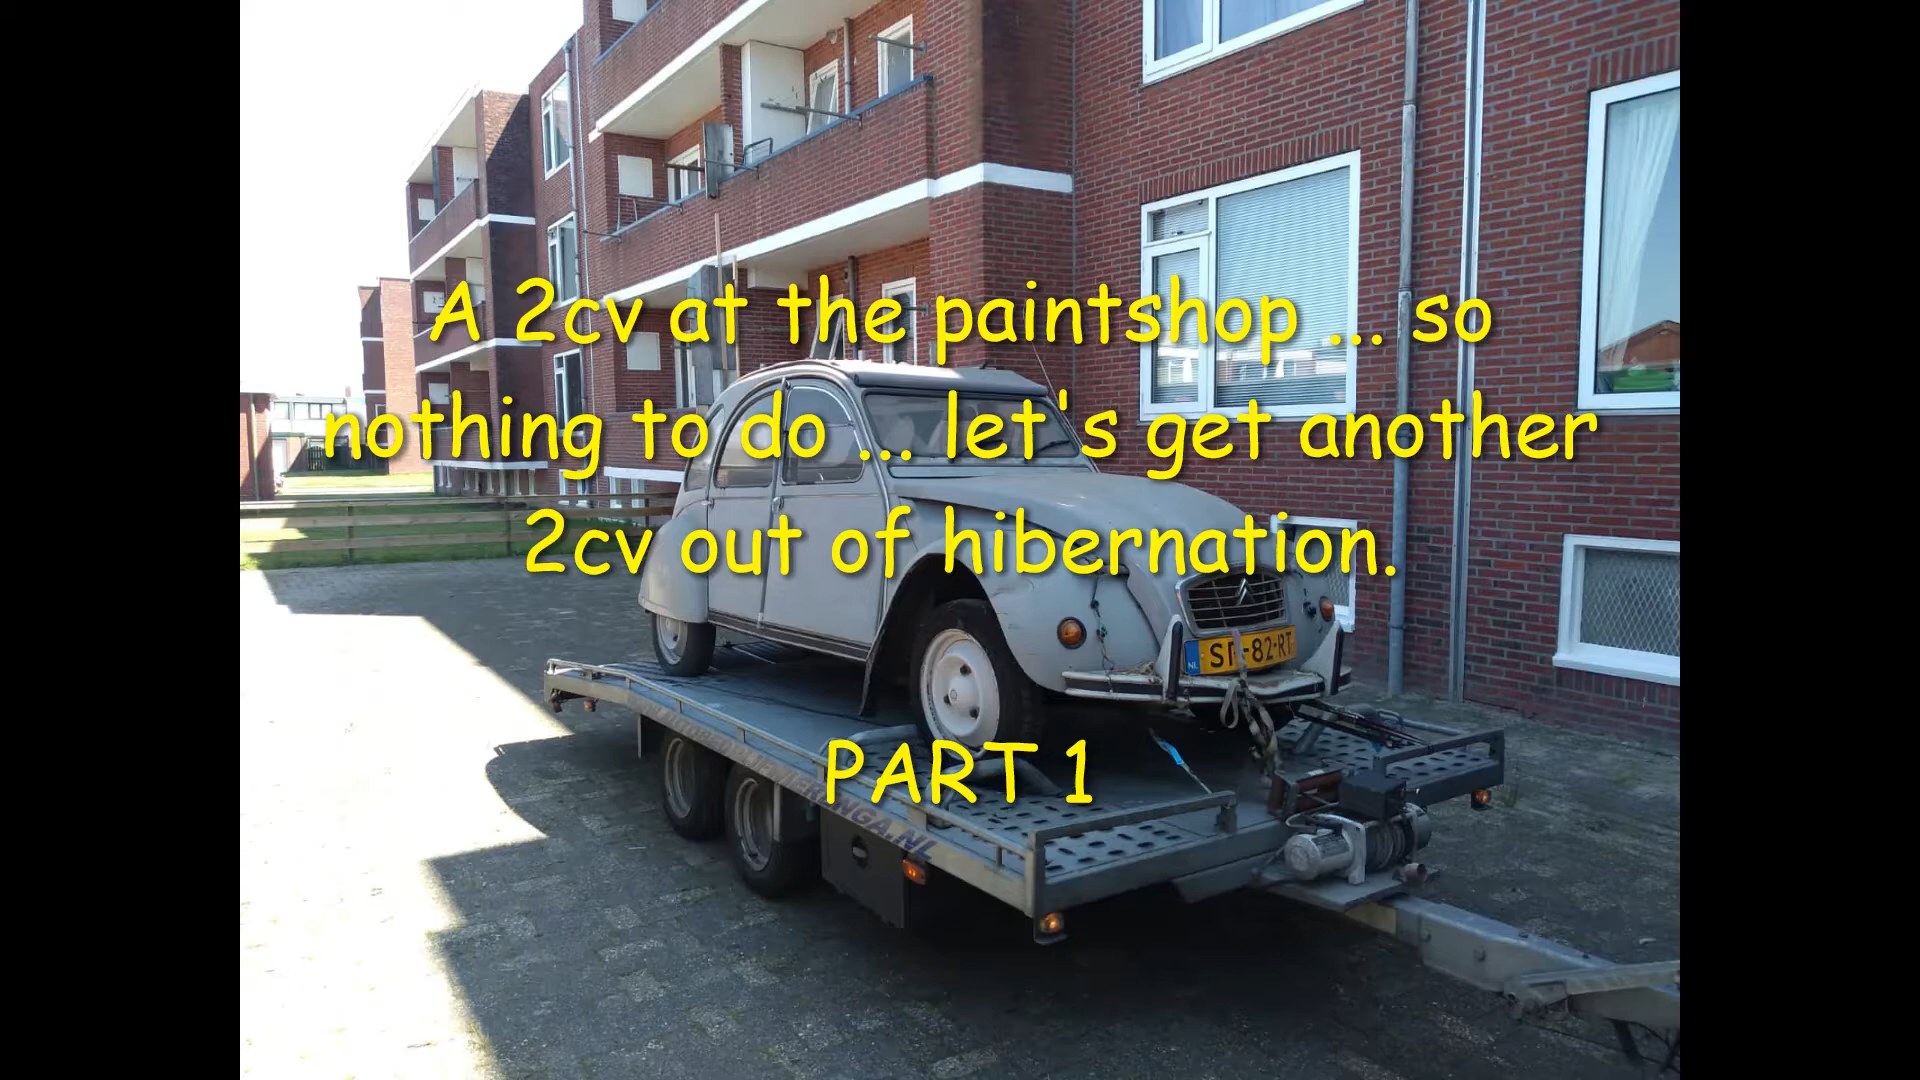 A 2cv at the paintshop ... so
nothing to do ... let's get another
2cv out of hibernation.
NL
82-RT
PART 1